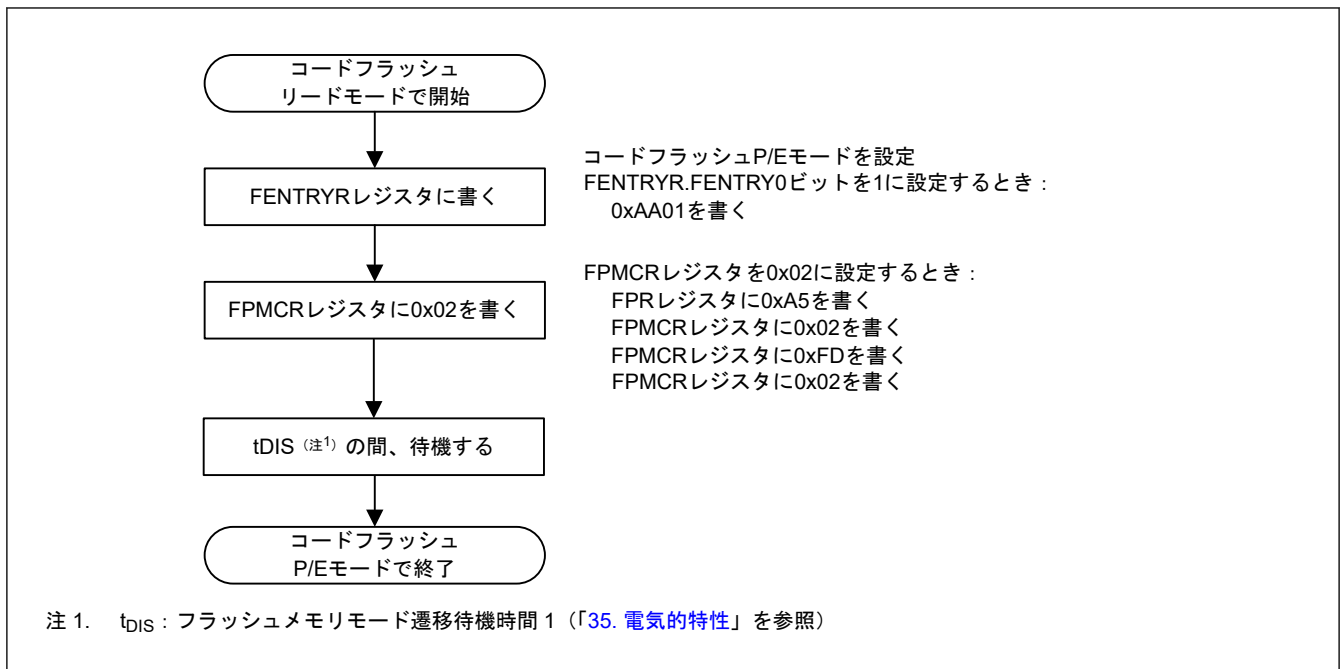 コードフラッシュ
リードモードで開始
FENTRYRレジスタに書く
コードフラッシュP/Eモードを設定
FENTRYR.FENTRY0ビットを1に設定するとき：
0xAA01を書く
FPMCRレジスタに0x02を書く
FPMCRレジスタを0x02に設定するとき：
FPRレジスタに0xA5を書く
FPMCRレジスタに0x02を書く
FPMCRレジスタに0xFDを書く
FPMCRレジスタに0x02を書く
tDIS（注1）の間、待機する
コードフラッシュ
P/Eモードで終了
注 1. tDIS：フラッシュメモリモード遷移待機時間 1（「35. 電気的特性」を参照）